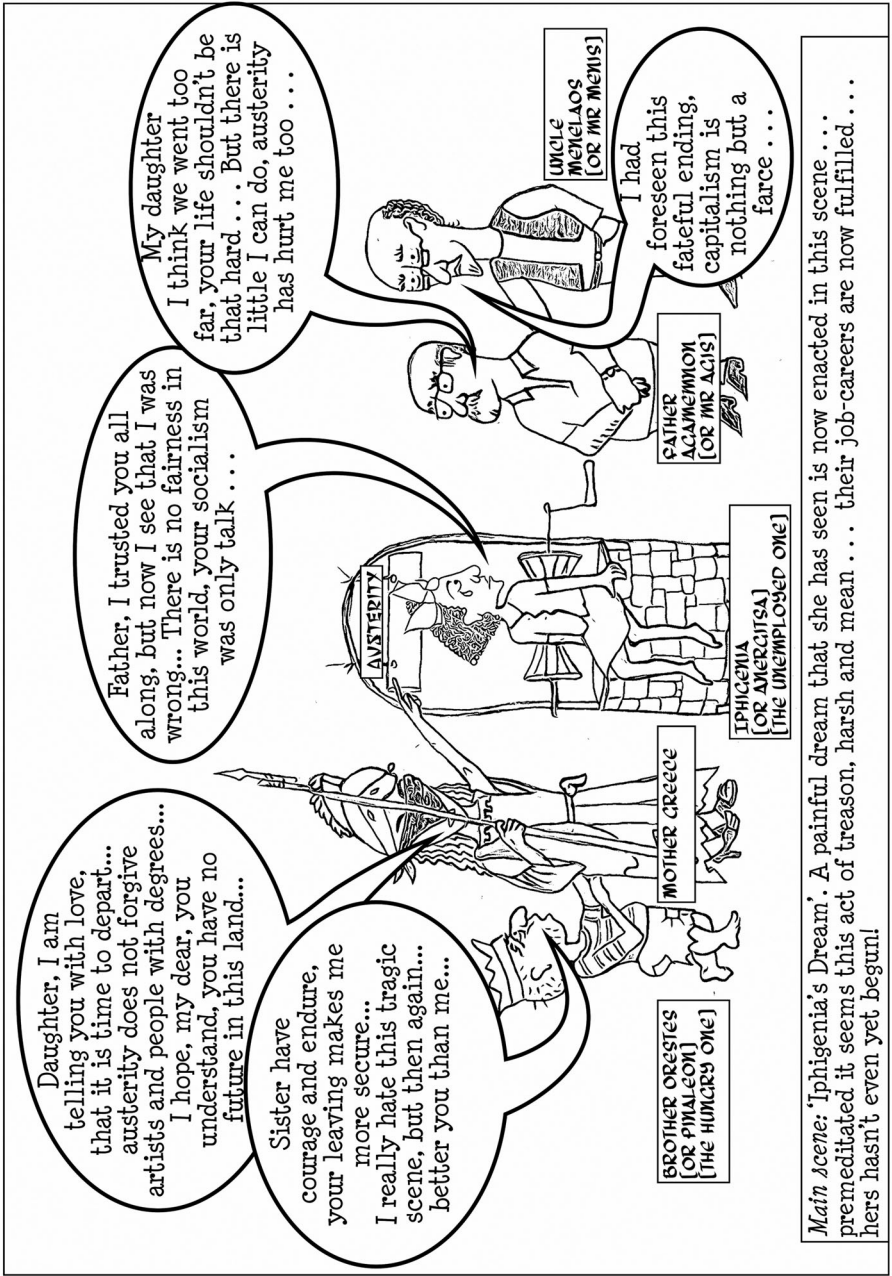 Daughter, I am
telling you with love,
that it is time to depart...
austerity does not forgive
artists and people with degrees...
I hope, my dear, you
understand, you have no
future in this land...
Sister have
courage and endure,
your leaving makes me
more secure...
I really hate this tragic
scene, but then again...
better you than me...
Father, I trusted you all
along, but now I see that I was
wrong... There is no fairness in
this world, your socialism
was only talk . . .
My daughter
I think we went too
far, your life shouldn't be
that hard . . . But there is
little I can do, austerity
has hurt me too . . .
I had
foreseen this
fateful ending,
capitalism is
nothing but a
farce . . .
AUSTERITY
BROTHER ORESTES
[OR PINALEON]
[THE HUNGRY ONE]
MOTHER GREECE
IPHIGENIA
[OR ANERGITSA]
[THE UNEMPLOYED ONE]
FATHER
AGAMEMNON
[OR MR AGIS]
UNCLE
MENELAOS
[OR MR MENIS]
Main scene: 'Iphigenia's Dream'. A painful dream that she has seen is now enacted in this scene . . .
premeditated it seems this act of treason, harsh and mean . . . their job-careers are now fulfilled . . .
hers hasn't even yet begun!